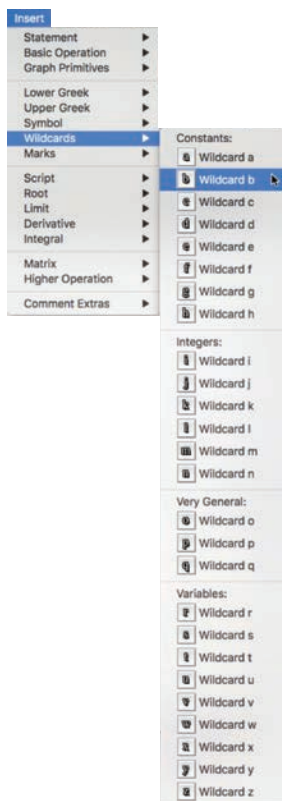 Insert
Statement
Basic Operation
Graph Primitives
Lower Greek
Upper Greek
Symbol
Wildcards
Marks
Script
Root
Limit
Derivative
Integral
Matrix
Higher Operation
Comment Extras
Constants:
a Wildcard a
b Wildcard b
c Wildcard c
d Wildcard d
e Wildcard e
f Wildcard f
g Wildcard g
h Wildcard h
Integers:
i Wildcard i
j Wildcard j
k Wildcard k
l Wildcard l
m Wildcard m
n Wildcard n
Very General:
o Wildcard o
p Wildcard p
q Wildcard q
Variables:
r Wildcard r
s Wildcard s
t Wildcard t
u Wildcard u
v Wildcard v
w Wildcard w
x Wildcard x
y Wildcard y
z Wildcard z